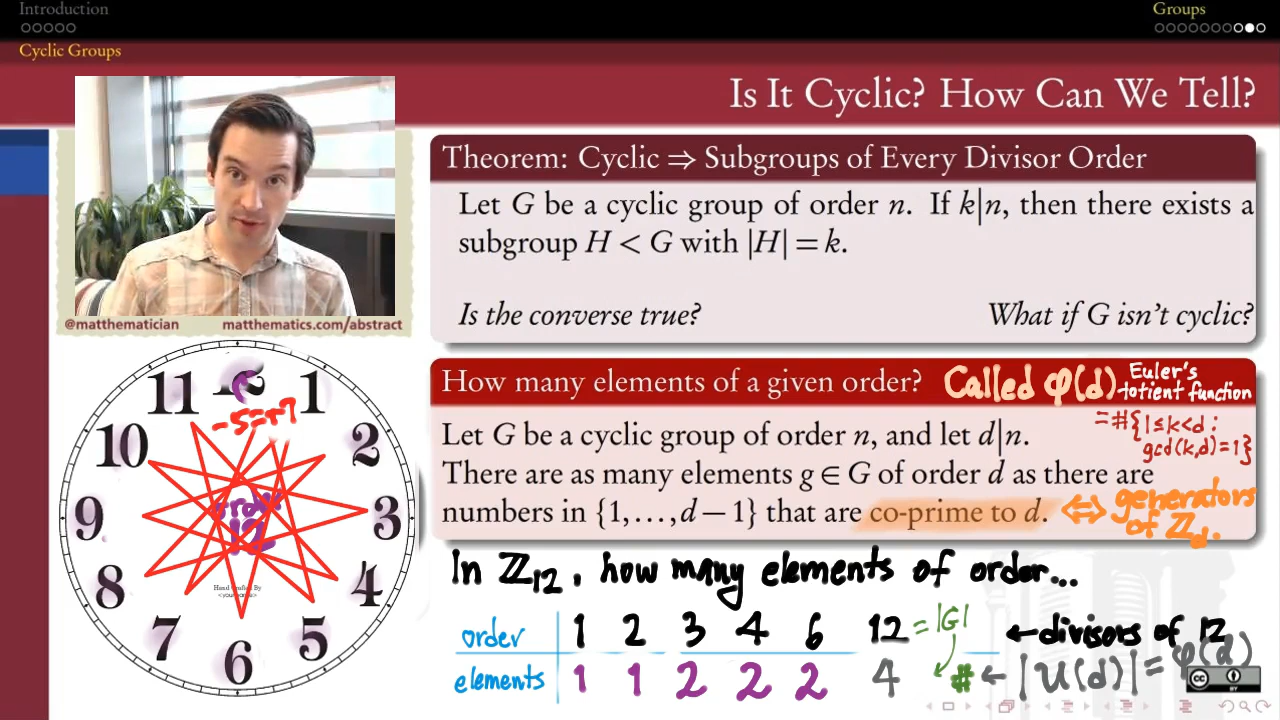 Introduction
Groups
Cyclic Groups
Is It Cyclic? How Can We Tell?
Theorem: Cyclic ⇒ Subgroups of Every Divisor Order
Let G be a cyclic group of order n. If k|n, then there exists a
subgroup H < G with |H| = k.
Is the converse true? What if G isn't cyclic?
@matthematician matthematics.com/abstract
How many elements of a given order? Called φ(d) Euler's
totient function
=#{1≤k<d:
gcd(k,d)=1}
Let G be a cyclic group of order n, and let d|n.
There are as many elements g ∈ G of order d as there are
numbers in {1,…,d−1} that are co-prime to d. ⇔ generators
of ℤd.
11 12 1
-5=+7
10 2
9 order 3
12
8 4
7 5
6
In ℤ12, how many elements of order...
order 1 2 3 4 6 12 = |G| ← divisors of 12
elements 1 1 2 2 2 4 # ← |U(d)| = φ(d)
cc BY